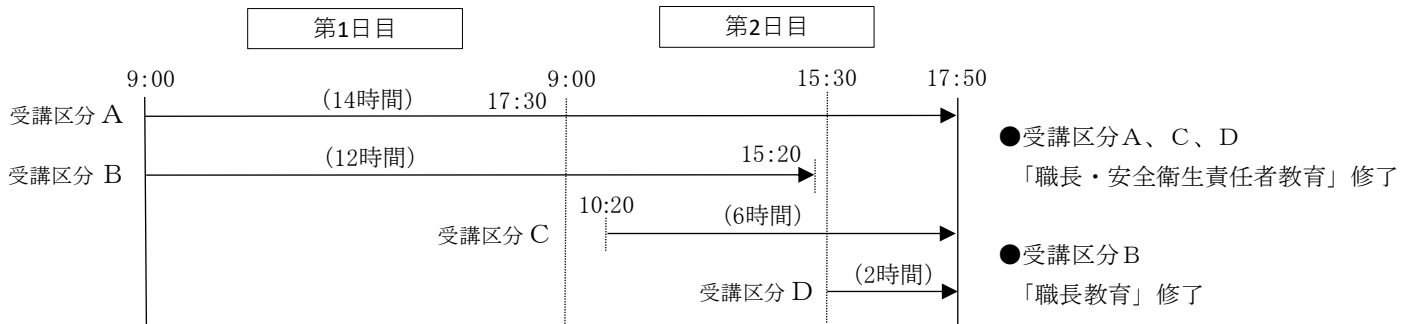 第1日目
第2日目
9:00
9:00
15:30
17:50
受講区分 A
(14時間)
17:30
受講区分 B
(12時間)
15:20
受講区分 C
10:20
(6時間)
受講区分 D
(2時間)
●受講区分A、C、D
「職長・安全衛生責任者教育」修了
●受講区分B
「職長教育」修了